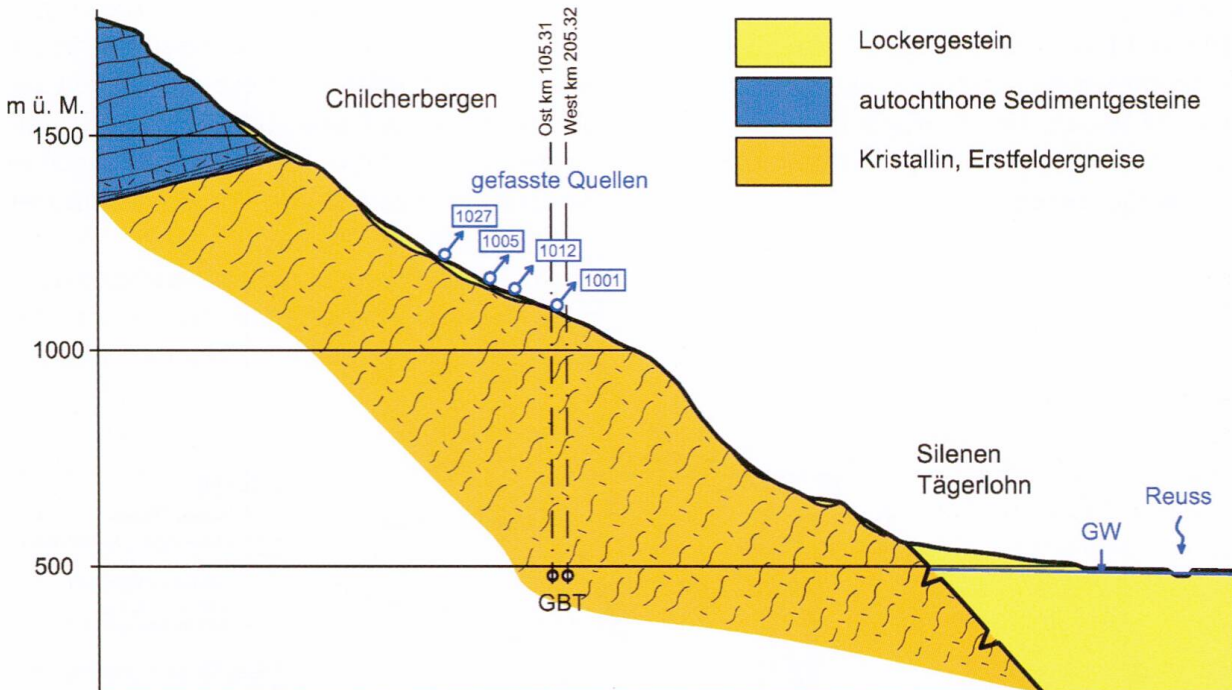 Lockergestein
autochthone Sedimentgesteine
Kristallin, Erstfeldergneise
m ü. M.
1500
1000
500
Chilcherbergen
Ost km 105.31
West km 205.32
gefasste Quellen
1027
1005
1012
1001
Silenen
Tägerlohn
GW
Reuss
GBT